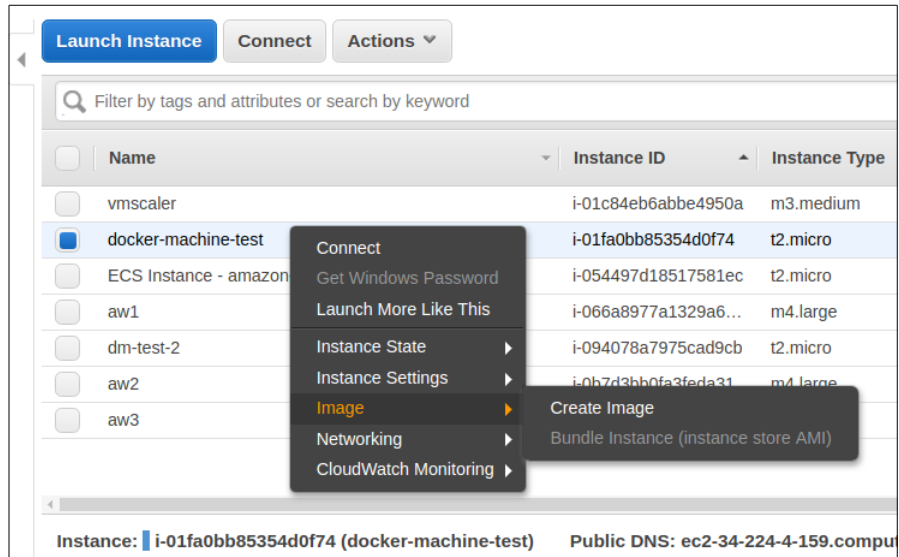 Launch Instance Connect Actions
Filter by tags and attributes or search by keyword
Name Instance ID Instance Type
vmscaler i-01c84eb6abbe4950a m3.medium
docker-machine-test i-01fa0bb85354d0f74 t2.micro
ECS Instance - amazon i-054497d18517581ec t2.micro
aw1 i-066a8977a1329a6... m4.large
dm-test-2 i-094078a7975cad9cb t2.micro
aw2 i-0b7d3bb0fa3feda31 m4.large
aw3
Connect
Get Windows Password
Launch More Like This
Instance State
Instance Settings
Image
Networking
CloudWatch Monitoring
Create Image
Bundle Instance (instance store AMI)
Instance: i-01fa0bb85354d0f74 (docker-machine-test) Public DNS: ec2-34-224-4-159.comput